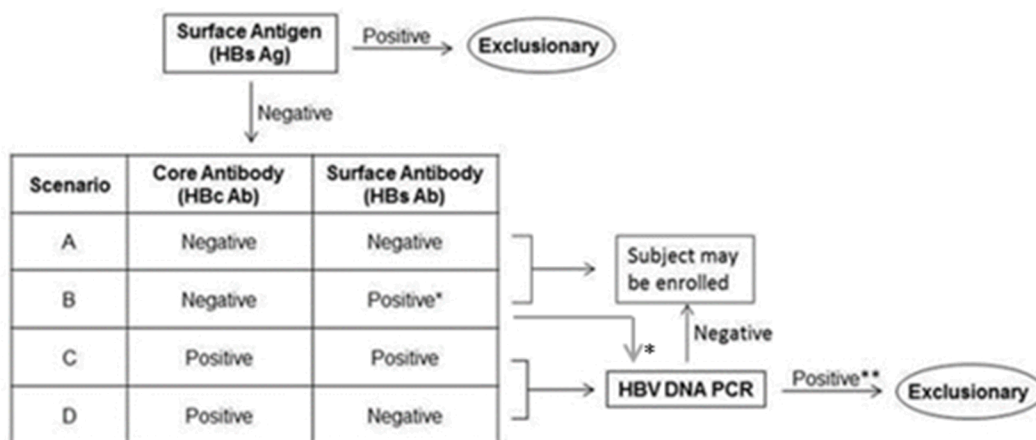 Surface Antigen
(HBs Ag)
Positive
Exclusionary
Negative
Scenario
Core Antibody
(HBc Ab)
Surface Antibody
(HBs Ab)
A
Negative
Negative
B
Negative
Positive*
C
Positive
Positive
D
Positive
Negative
Subject may
be enrolled
Negative
*
HBV DNA PCR
Positive**
Exclusionary